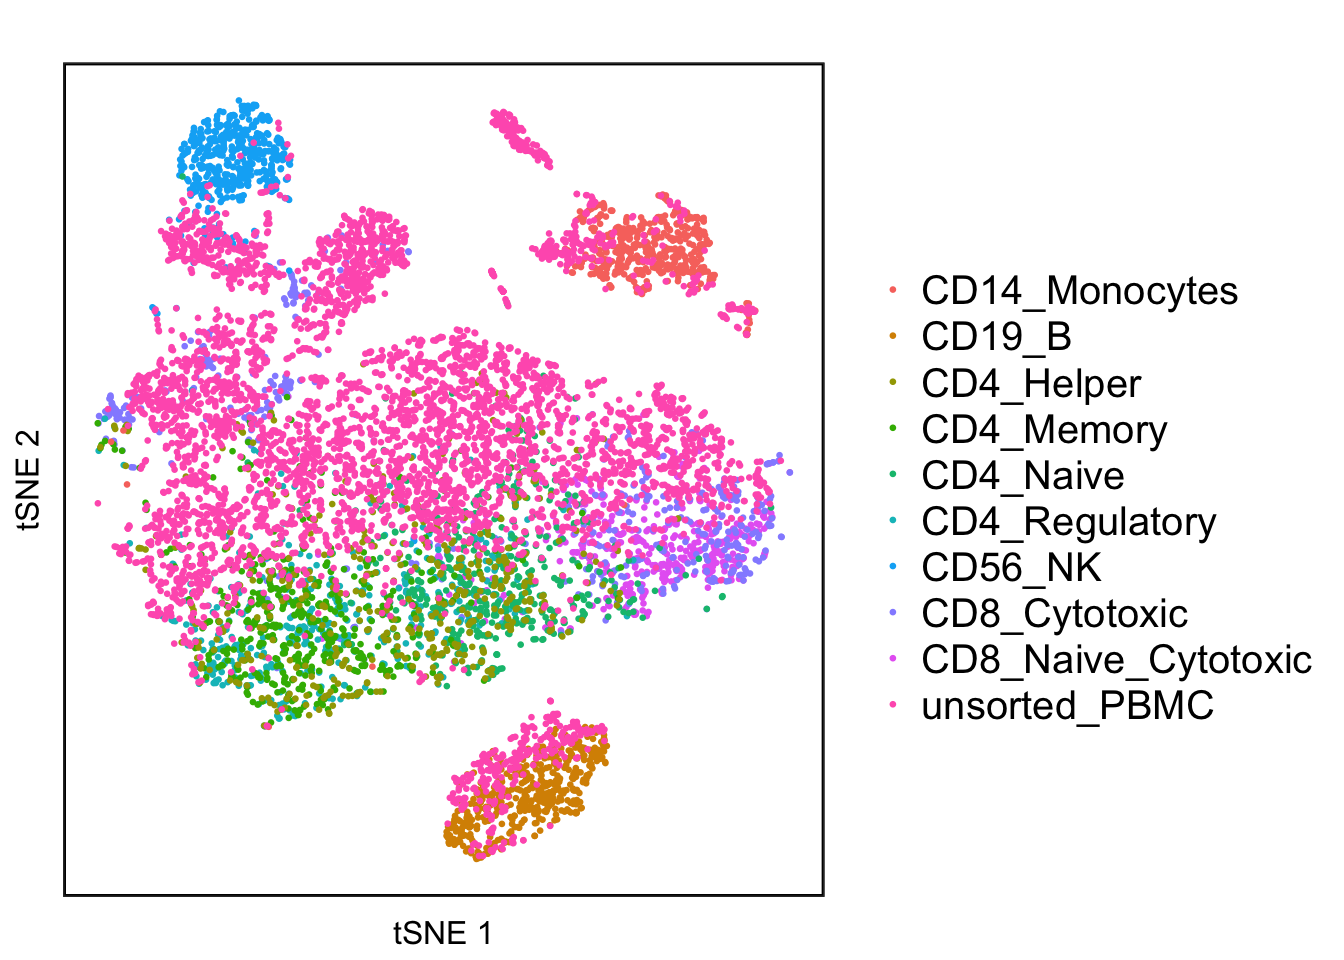 tSNE 2
tSNE 1
CD14_Monocytes
CD19_B
CD4_Helper
CD4_Memory
CD4_Naive
CD4_Regulatory
CD56_NK
CD8_Cytotoxic
CD8_Naive_Cytotoxic
unsorted_PBMC